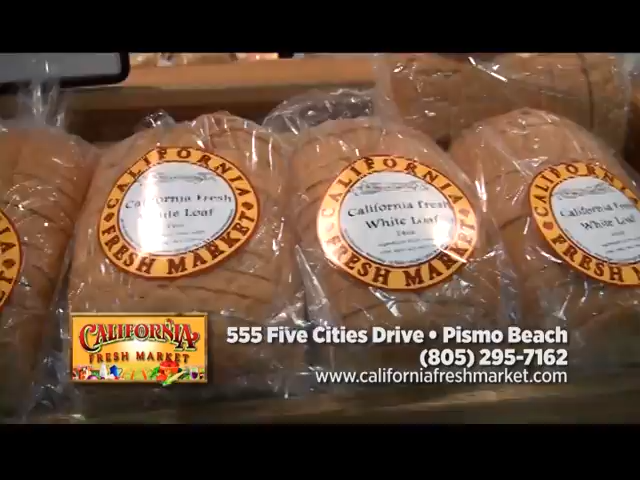 CALIFORNIA
California Fresh
White Loaf
FRESH MARKET
CALIFORNIA
California Fresh
White Loaf
24oz
FRESH MARKET
CALIFORNIA
California Fresh
White Loaf
FRESH
CALIFORNIA
FRESH MARKET
555 Five Cities Drive • Pismo Beach
(805) 295-7162
www.californiafreshmarket.com